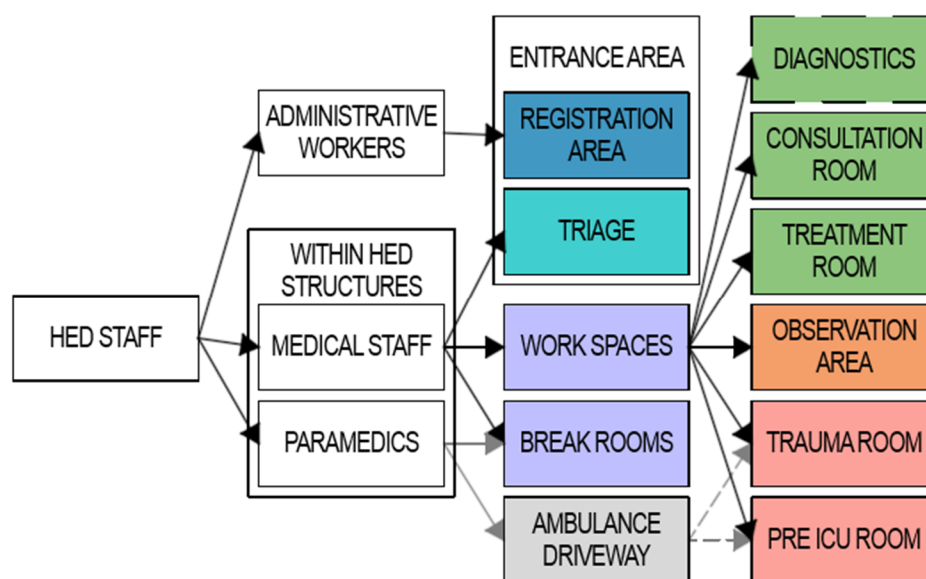 HED STAFF
ADMINISTRATIVE
WORKERS
WITHIN HED
STRUCTURES
MEDICAL STAFF
PARAMEDICS
ENTRANCE AREA
REGISTRATION
AREA
TRIAGE
WORK SPACES
BREAK ROOMS
AMBULANCE
DRIVEWAY
DIAGNOSTICS
CONSULTATION
ROOM
TREATMENT
ROOM
OBSERVATION
AREA
TRAUMA ROOM
PRE ICU ROOM